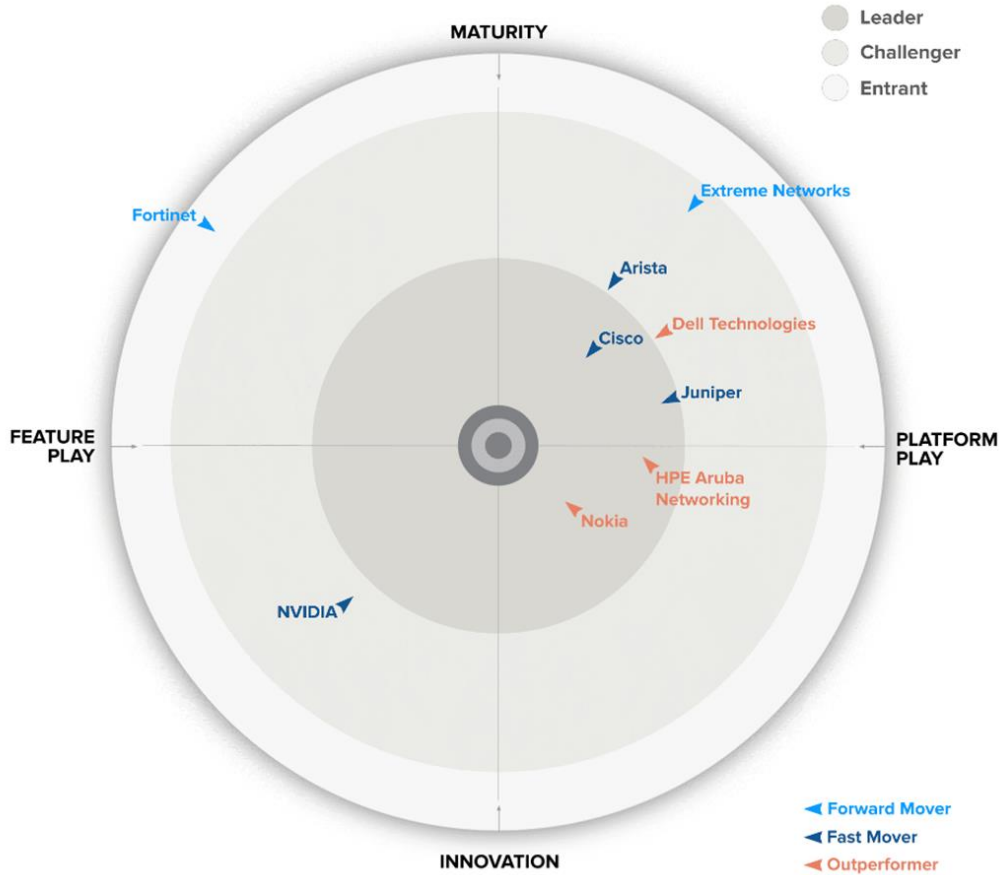 Leader
MATURITY
Challenger
Entrant
Extreme Networks
Fortinet
Arista
Dell Technologies
Cisco
Juniper
FEATURE
PLAY
PLATFORM
PLAY
HPE Aruba
Networking
Nokia
NVIDIA
Forward Mover
Fast Mover
INNOVATION
Outperformer